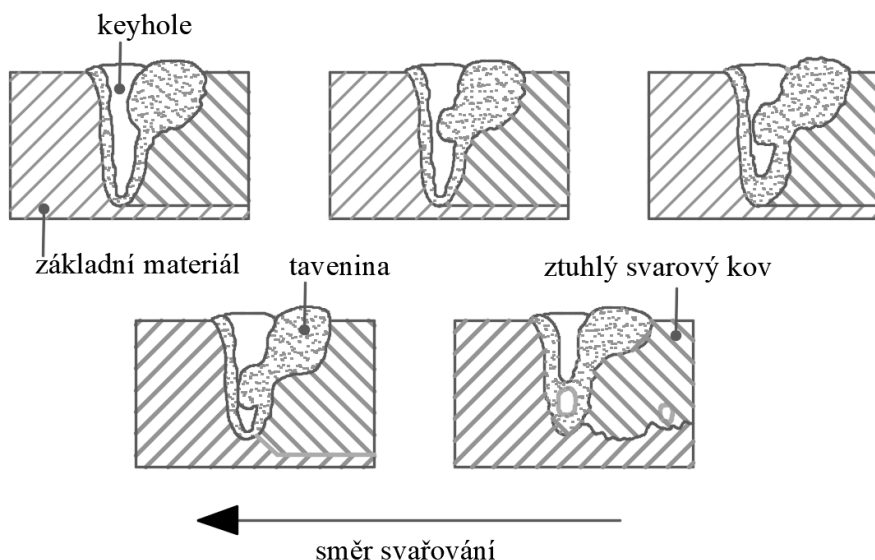 keyhole
základní materiál
tavenina
ztuhlý svarový kov
směr svařování